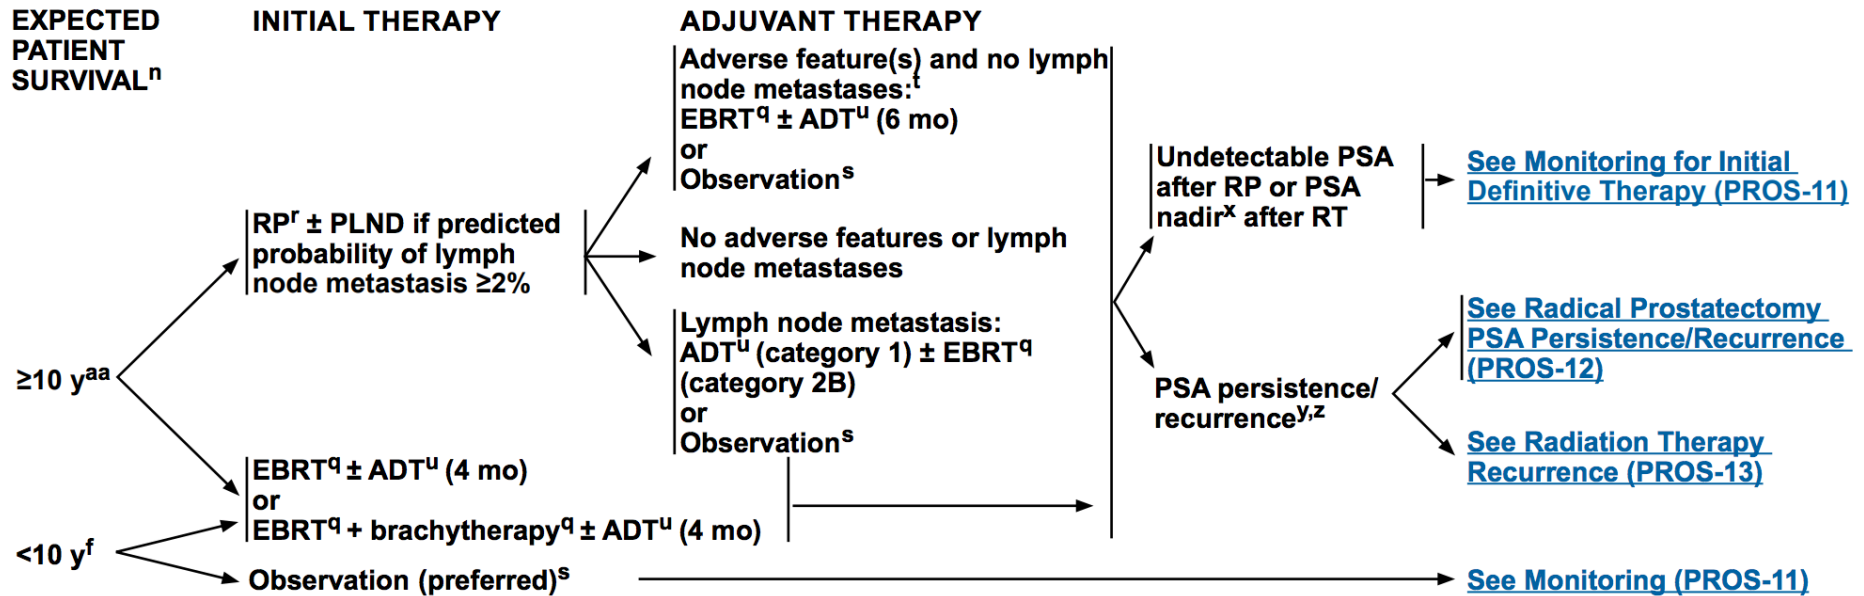 EXPECTED
PATIENT
SURVIVALⁿ
INITIAL THERAPY
ADJUVANT THERAPY
≥10 yᵃᵃ
<10 yᶠ
RPʳ ± PLND if predicted
probability of lymph
node metastasis ≥2%
EBRT^q ± ADTᵘ (4 mo)
or
EBRT^q + brachytherapy^q ± ADTᵘ (4 mo)
Observation (preferred)ˢ
Adverse feature(s) and no lymph
node metastases:ᵗ
EBRT^q ± ADTᵘ (6 mo)
or
Observationˢ
No adverse features or lymph
node metastases
Lymph node metastasis:
ADTᵘ (category 1) ± EBRT^q
(category 2B)
or
Observationˢ
Undetectable PSA
after RP or PSA
nadirˣ after RT
PSA persistence/
recurrenceʸ,ᶻ
See Monitoring for Initial
Definitive Therapy (PROS-11)
See Radical Prostatectomy
PSA Persistence/Recurrence
(PROS-12)
See Radiation Therapy
Recurrence (PROS-13)
See Monitoring (PROS-11)